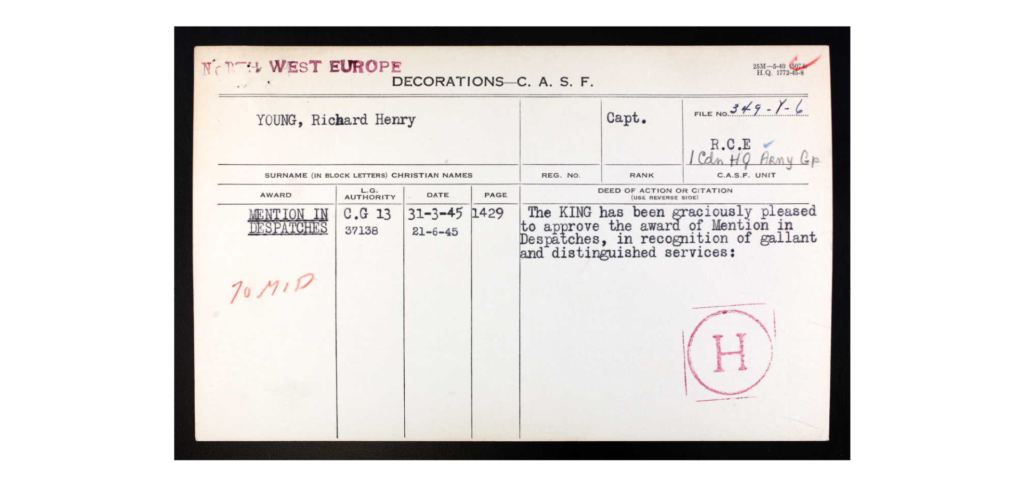 NORTH WEST EUROPE
DECORATIONS—C. A. S. F.
25M—5-40
H.Q. 1772-45-8
YOUNG, Richard Henry
Capt.
FILE NO. 349-Y-6
R.C.E
1 Cdn HQ Army Gp
SURNAME (IN BLOCK LETTERS) CHRISTIAN NAMES
REG. NO.
RANK
C.A.S.F. UNIT
AWARD
L.G. AUTHORITY
DATE
PAGE
DEED OF ACTION OR CITATION
(USE REVERSE SIDE)
MENTION IN C.G 13 31-3-45 1429 The KING has been graciously pleased
DESPATCHES 37138 21-6-45 to approve the award of Mention in
Despatches, in recognition of gallant
and distinguished services:
TO MID
H